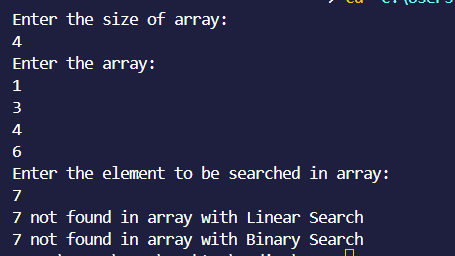 Enter the size of array:
4
Enter the array:
1
3
4
6
Enter the element to be searched in array:
7
7 not found in array with Linear Search
7 not found in array with Binary Search